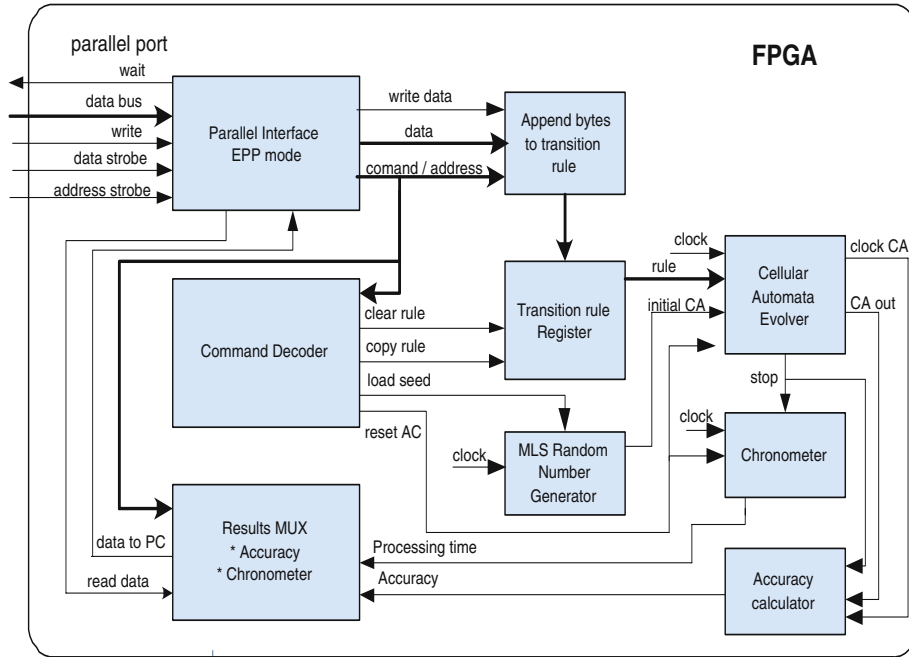 parallel port
FPGA
wait
data bus
write
data strobe
address strobe
Parallel Interface
EPP mode
write data
data
comand / address
Append bytes
to transition
rule
clock
clock CA
rule
Cellular
Automata
Evolver
initial CA
CA out
Transition rule
Register
Command Decoder
clear rule
copy rule
load seed
reset AC
stop
clock
Chronometer
clock
MLS Random
Number
Generator
Results MUX
* Accuracy
* Chronometer
data to PC
read data
Processing time
Accuracy
Accuracy
calculator